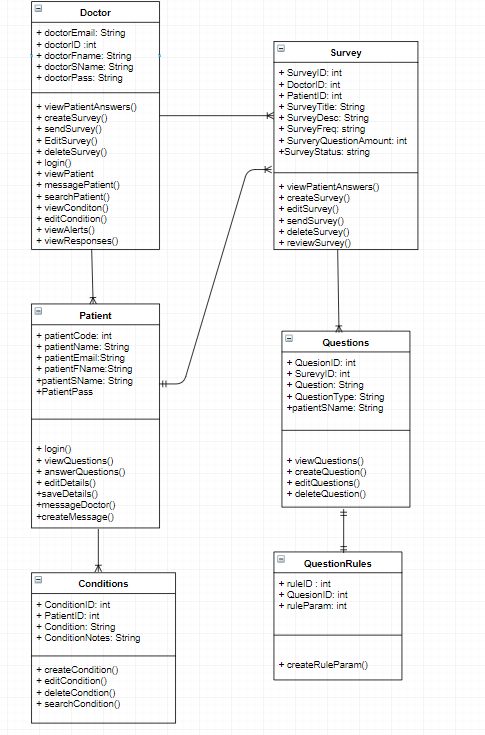 Doctor
+ doctorEmail: String
+ doctorID :int
+ doctorFname: String
+ doctorSName: String
+ doctorPass: String
+ viewPatientAnswers()
+ createSurvey()
+ sendSurvey()
+ EditSurvey()
+ deleteSurvey()
+ login()
+ viewPatient
+ messagePatient()
+ searchPatient()
+ viewConditon()
+ editCondition()
+ viewAlerts()
+ viewResponses()
Survey
+ SurveyID: int
+ DoctorID: int
+ PatientID: int
+ SurveyTitle: String
+ SurveyDesc: String
+ SurveyFreq: string
+ SurveryQuestionAmount: int
+SurveyStatus: string
+ viewPatientAnswers()
+ createSurvey()
+ editSurvey()
+ sendSurvey()
+ deleteSurvey()
+ reviewSurvey()
Patient
+ patientCode: int
+ patientName: String
+ patientEmail:String
+ patientFName:String
+patientSName: String
+PatientPass
+ login()
+ viewQuestions()
+ answerQuestions()
+ editDetails()
+saveDetails()
+messageDoctor()
+createMessage()
Questions
+ QuesionID: int
+ SurevyID: int
+ Question: String
+ QuestionType: String
+patientSName: String
+ viewQuestions()
+ createQuestion()
+ editQuestions()
+ deleteQuestion()
Conditions
+ ConditionID: int
+ PatientID: int
+ Condition: String
+ ConditionNotes: String
+ createCondition()
+ editCondition()
+ deleteCondtion()
+ searchCondition()
QuestionRules
+ ruleID : int
+ QuesionID: int
+ ruleParam: int
+ createRuleParam()